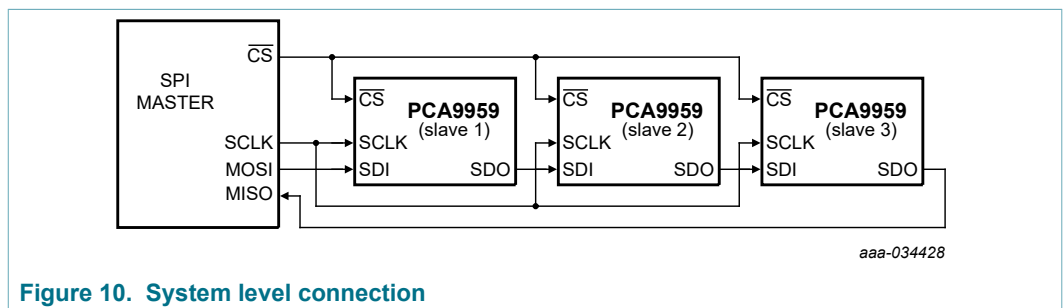 SPI
MASTER
CS
SCLK
MOSI
MISO
CS
SCLK
SDI
PCA9959
(slave 1)
SDO
CS
SCLK
SDI
PCA9959
(slave 2)
SDO
CS
SCLK
SDI
PCA9959
(slave 3)
SDO
aaa-034428
Figure 10. System level connection